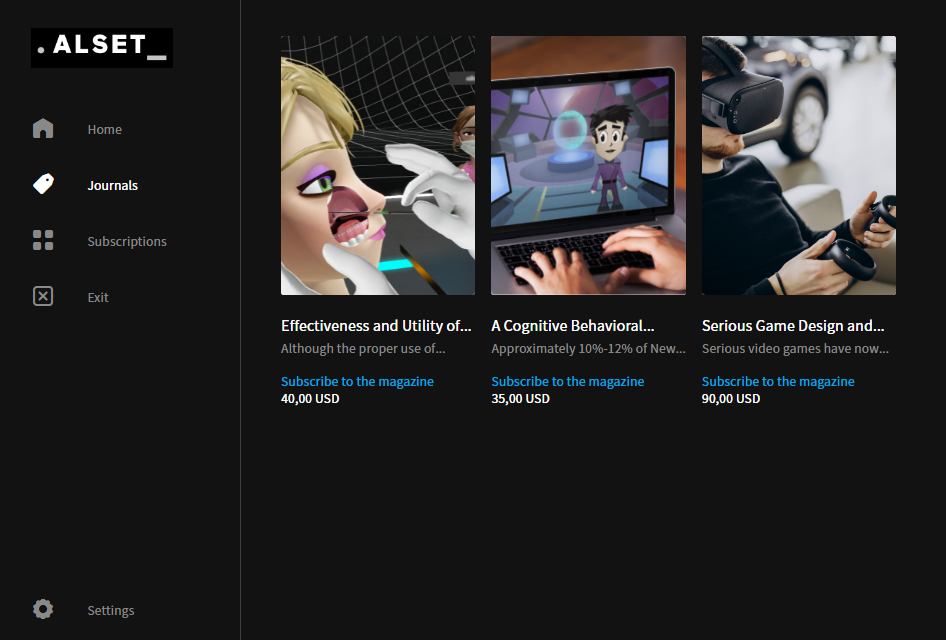 . ALSET_
Home
Journals
Subscriptions
Exit
Settings
Effectiveness and Utility of...
Although the proper use of...
Subscribe to the magazine
40,00 USD
A Cognitive Behavioral...
Approximately 10%-12% of New...
Subscribe to the magazine
35,00 USD
Serious Game Design and...
Serious video games have now...
Subscribe to the magazine
90,00 USD